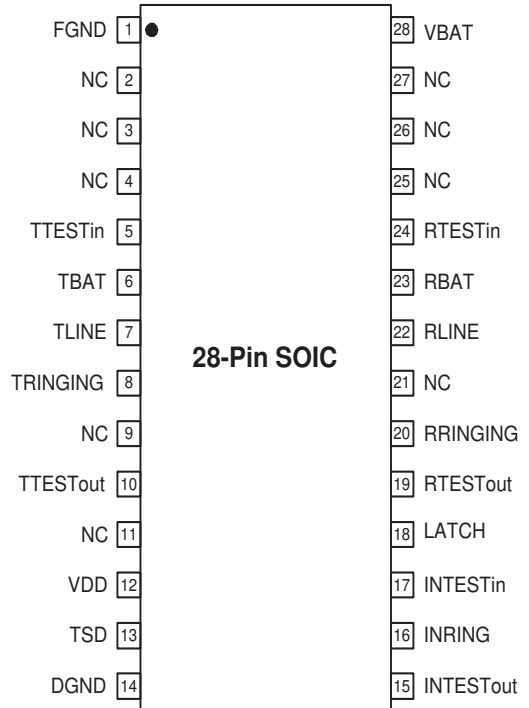 FGND 1 28 VBAT
NC 2 27 NC
NC 3 26 NC
NC 4 25 NC
TTESTin 5 24 RTESTin
TBAT 6 23 RBAT
TLINE 7 22 RLINE
28-Pin SOIC
TRINGING 8 21 NC
NC 9 20 RRINGING
TTESTout 10 19 RTESTout
NC 11 18 LATCH
VDD 12 17 INTESTin
TSD 13 16 INRING
DGND 14 15 INTESTout